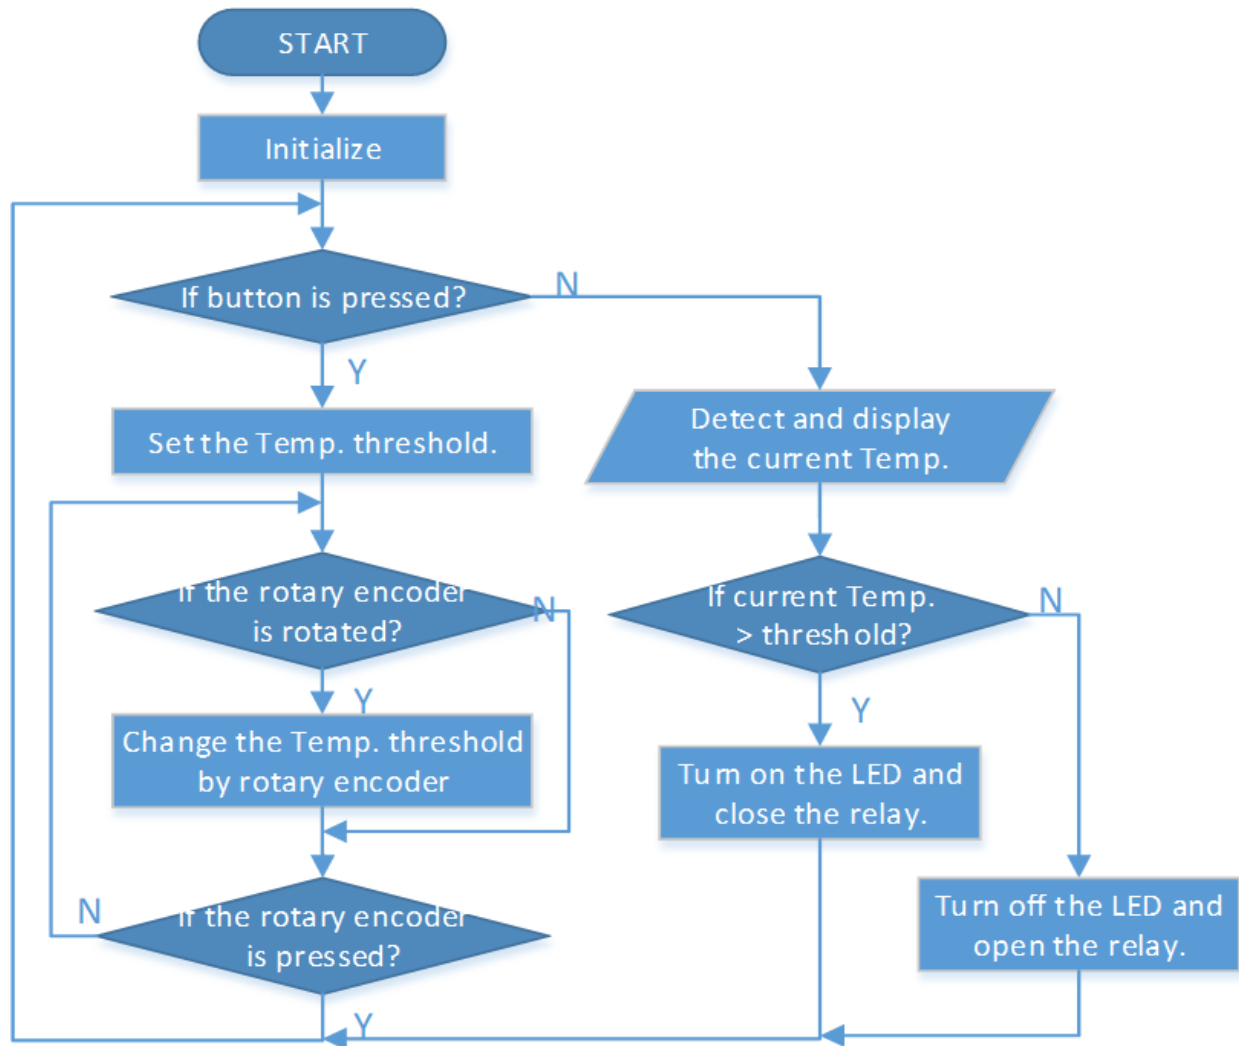 START
Initialize
If button is pressed?
N
Y
Set the Temp. threshold.
Detect and display
the current Temp.
If the rotary encoder
is rotated?
N
Y
If current Temp.
> threshold?
N
Y
Change the Temp. threshold
by rotary encoder
Turn on the LED and
close the relay.
If the rotary encoder
is pressed?
N
Y
Turn off the LED and
open the relay.